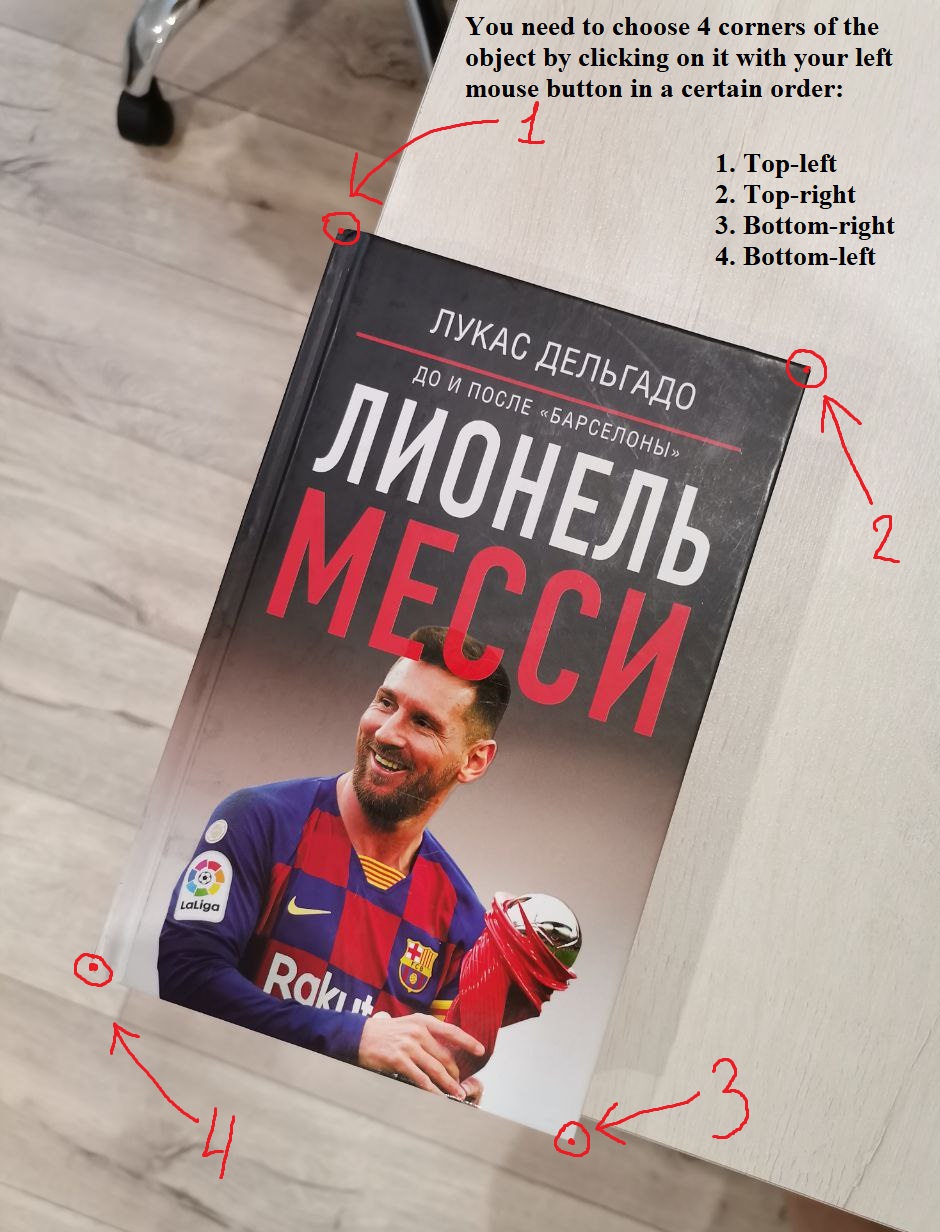 You need to choose 4 corners of the
object by clicking on it with your left
mouse button in a certain order:
1
1. Top-left
2. Top-right
3. Bottom-right
4. Bottom-left
ЛУКАС ДЕЛЬГАДО
ДО И ПОСЛЕ «БАРСЕЛОНЫ»
ЛИОНЕЛЬ
МЕССИ
2
LaLiga
FCB
Rakut
3
4